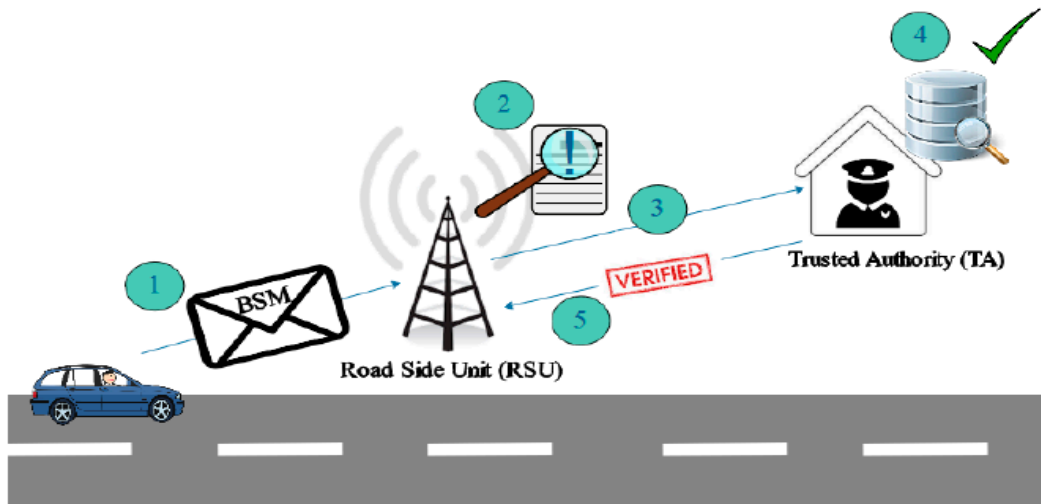 4
2
3
Trusted Authority (TA)
VERIFIED
1
BSM
5
Road Side Unit (RSU)